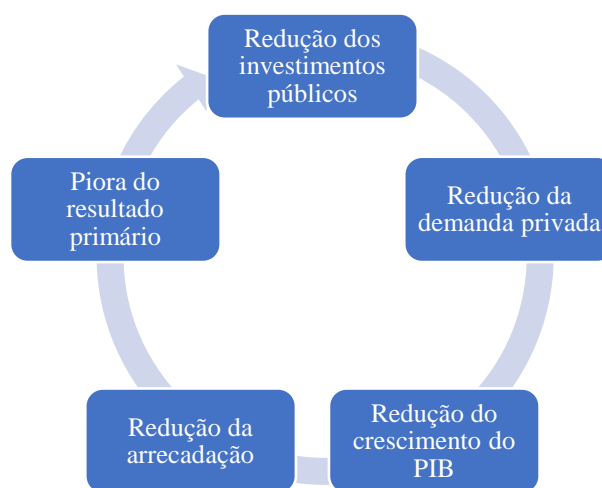 Redução dos
investimentos
públicos
Redução da
demanda privada
Redução do
crescimento do
PIB
Redução da
arrecadação
Piora do
resultado
primário